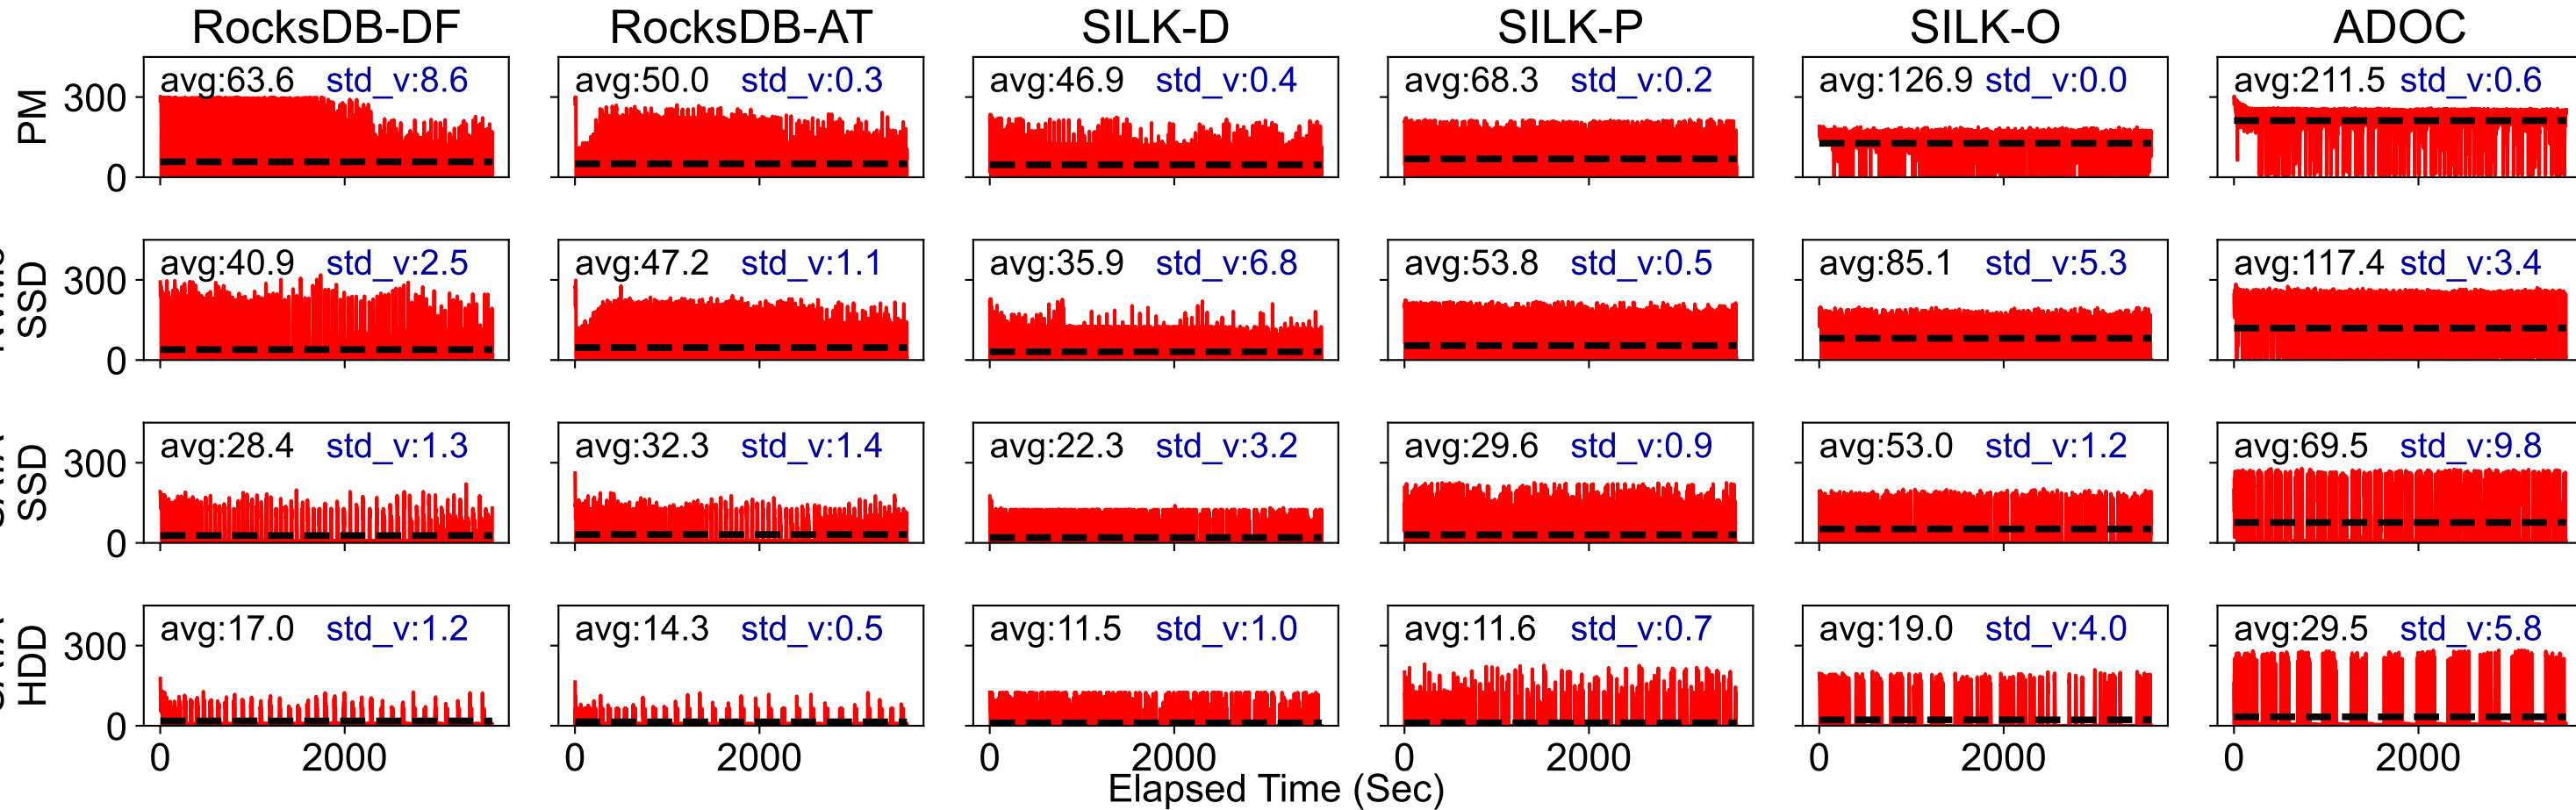 RocksDB-DF RocksDB-AT SILK-D SILK-P SILK-O ADOC
PM
300
0
avg:63.6 std_v:8.6
avg:50.0 std_v:0.3
avg:46.9 std_v:0.4
avg:68.3 std_v:0.2
avg:126.9 std_v:0.0
avg:211.5 std_v:0.6
0 2000
SSD
300
0
avg:40.9 std_v:2.5
avg:47.2 std_v:1.1
avg:35.9 std_v:6.8
avg:53.8 std_v:0.5
avg:85.1 std_v:5.3
avg:117.4 std_v:3.4
SSD
300
0
avg:28.4 std_v:1.3
avg:32.3 std_v:1.4
avg:22.3 std_v:3.2
avg:29.6 std_v:0.9
avg:53.0 std_v:1.2
avg:69.5 std_v:9.8
HDD
300
0
avg:17.0 std_v:1.2
avg:14.3 std_v:0.5
avg:11.5 std_v:1.0
avg:11.6 std_v:0.7
avg:19.0 std_v:4.0
avg:29.5 std_v:5.8
0 2000 0 2000 0 2000 0 2000 0 2000 0 2000
Elapsed Time (Sec)